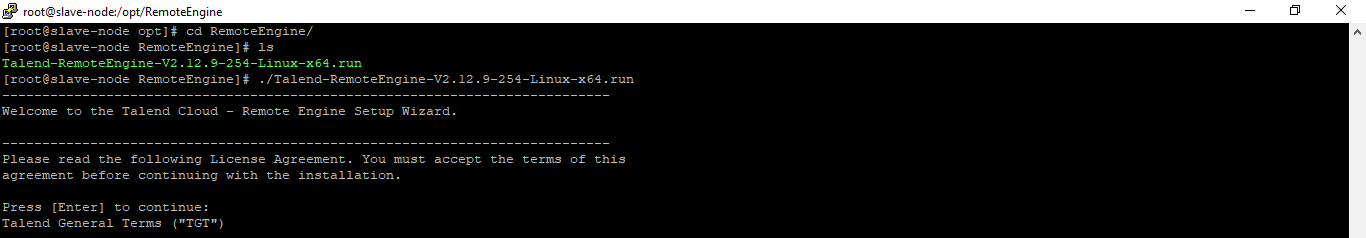 root@slave-node:/opt/RemoteEngine
[root@slave-node opt]# cd RemoteEngine/
[root@slave-node RemoteEngine]# ls
Talend-RemoteEngine-V2.12.9-254-Linux-x64.run
[root@slave-node RemoteEngine]# ./Talend-RemoteEngine-V2.12.9-254-Linux-x64.run
----------------------------------------------------------------------------
Welcome to the Talend Cloud - Remote Engine Setup Wizard.
----------------------------------------------------------------------------
Please read the following License Agreement. You must accept the terms of this
agreement before continuing with the installation.
Press [Enter] to continue:
Talend General Terms ("TGT")